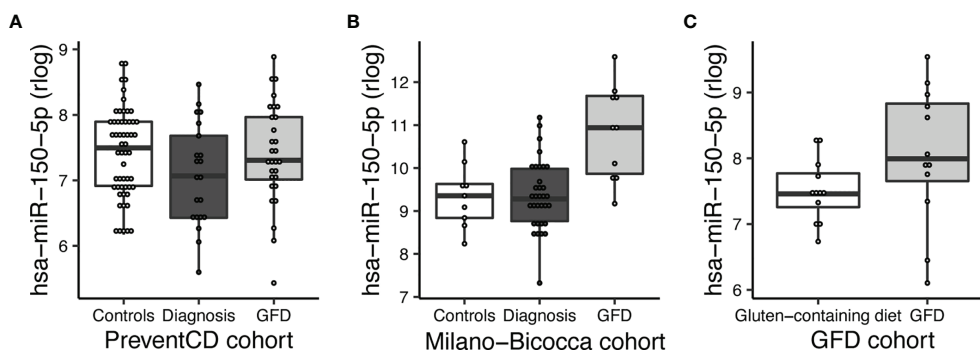 A
hsa−miR−150−5p (rlog)
9
8
7
6
Controls Diagnosis GFD
PreventCD cohort
B
hsa−miR−150−5p (rlog)
12
11
10
9
8
7
Controls Diagnosis GFD
Milano−Bicocca cohort
C
hsa−miR−150−5p (rlog)
9
8
7
6
Gluten−containing diet GFD
GFD cohort